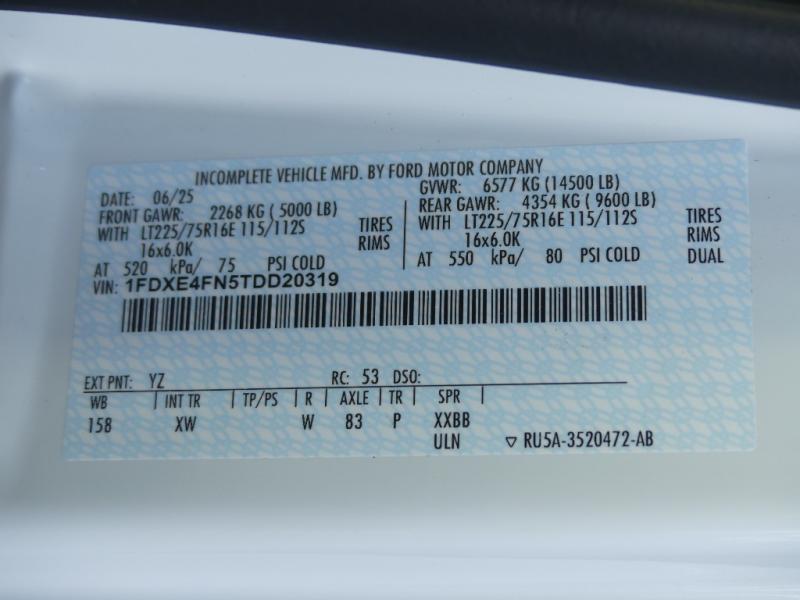 INCOMPLETE VEHICLE MFD. BY FORD MOTOR COMPANY
DATE: 06/25 GVWR: 6577 KG (14500 LB)
FRONT GAWR: 2268 KG ( 5000 LB) REAR GAWR: 4354 KG ( 9600 LB)
WITH LT225/75R16E 115/112S TIRES WITH LT225/75R16E 115/112S TIRES
16x6.0K RIMS 16x6.0K RIMS
AT 520 kPa/ 75 PSI COLD AT 550 kPa/ 80 PSI COLD DUAL
VIN: 1FDXE4FN5TDD20319
EXT PNT: YZ RC: 53 DSO:
WB INT TR TP/PS R AXLE TR SPR
158 XW W 83 P XXBB
ULN ▽ RU5A-3520472-AB